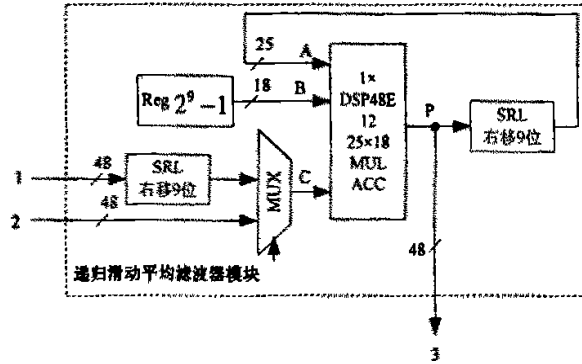 25
A
18
B
Reg 2⁹ −1
1×
DSP48E
12
25×18
MUL
ACC
P
SRL
右移9位
1
48
SRL
右移9位
MUX
C
2
48
48
递归滑动平均滤波器模块
3